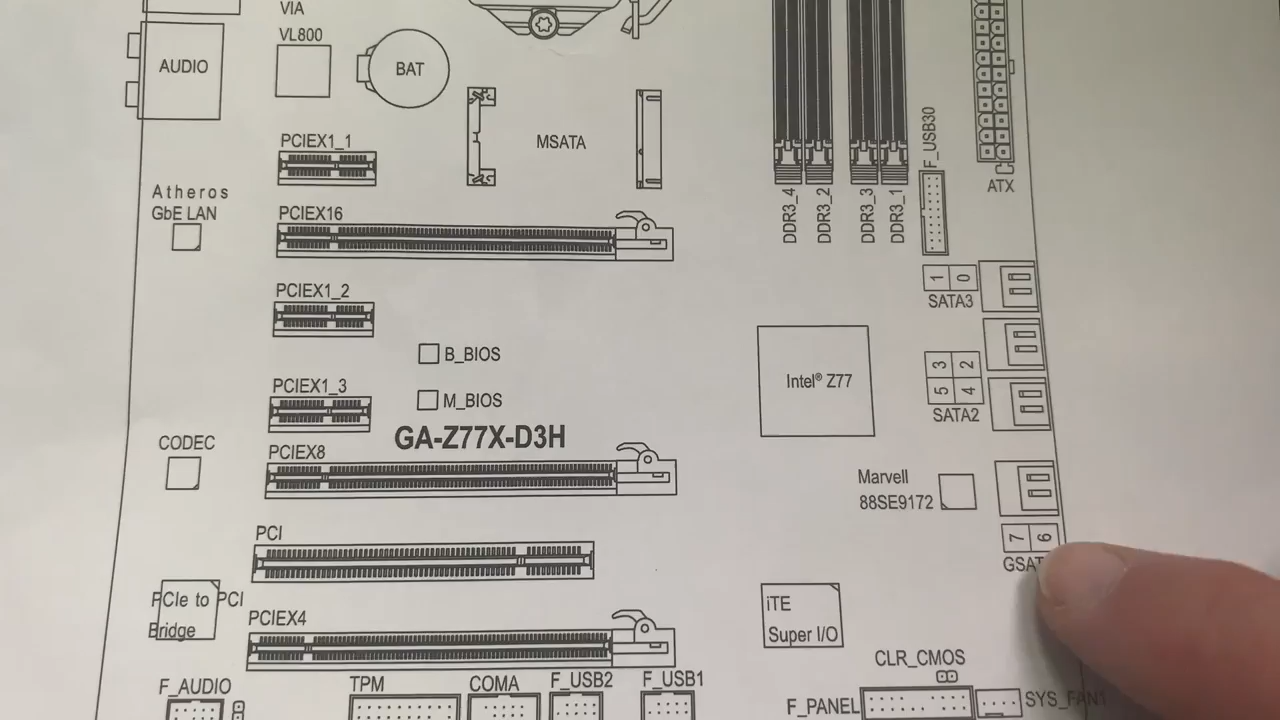 VIA
VL800
AUDIO
BAT
PCIEX1_1
MSATA
F_USB30
ATX
Atheros
GbE LAN
PCIEX16
DDR3_4
DDR3_2
DDR3_3
DDR3_1
1 0
SATA3
PCIEX1_2
B_BIOS
3 2
5 4
SATA2
Intel® Z77
PCIEX1_3
M_BIOS
GA-Z77X-D3H
CODEC
PCIEX8
Marvell
88SE9172
7 6
GSAT
PCI
PCIe to PCI
Bridge
PCIEX4
iTE
Super I/O
CLR_CMOS
F_AUDIO
TPM
COMA
F_USB2
F_USB1
F_PANEL
SYS_FAN1